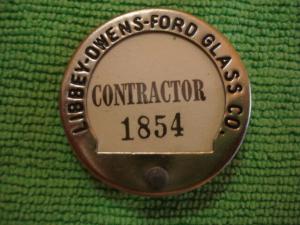 LIBBEY-OWENS-FORD GLASS CO.
CONTRACTOR
1854